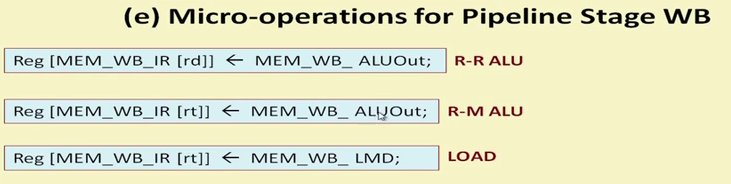 (e) Micro-operations for Pipeline Stage WB
Reg [MEM_WB_IR [rd]] ← MEM_WB_ ALUOut; R-R ALU
Reg [MEM_WB_IR [rt]] ← MEM_WB_ ALUOut; R-M ALU
Reg [MEM_WB_IR [rt]] ← MEM_WB_ LMD; LOAD